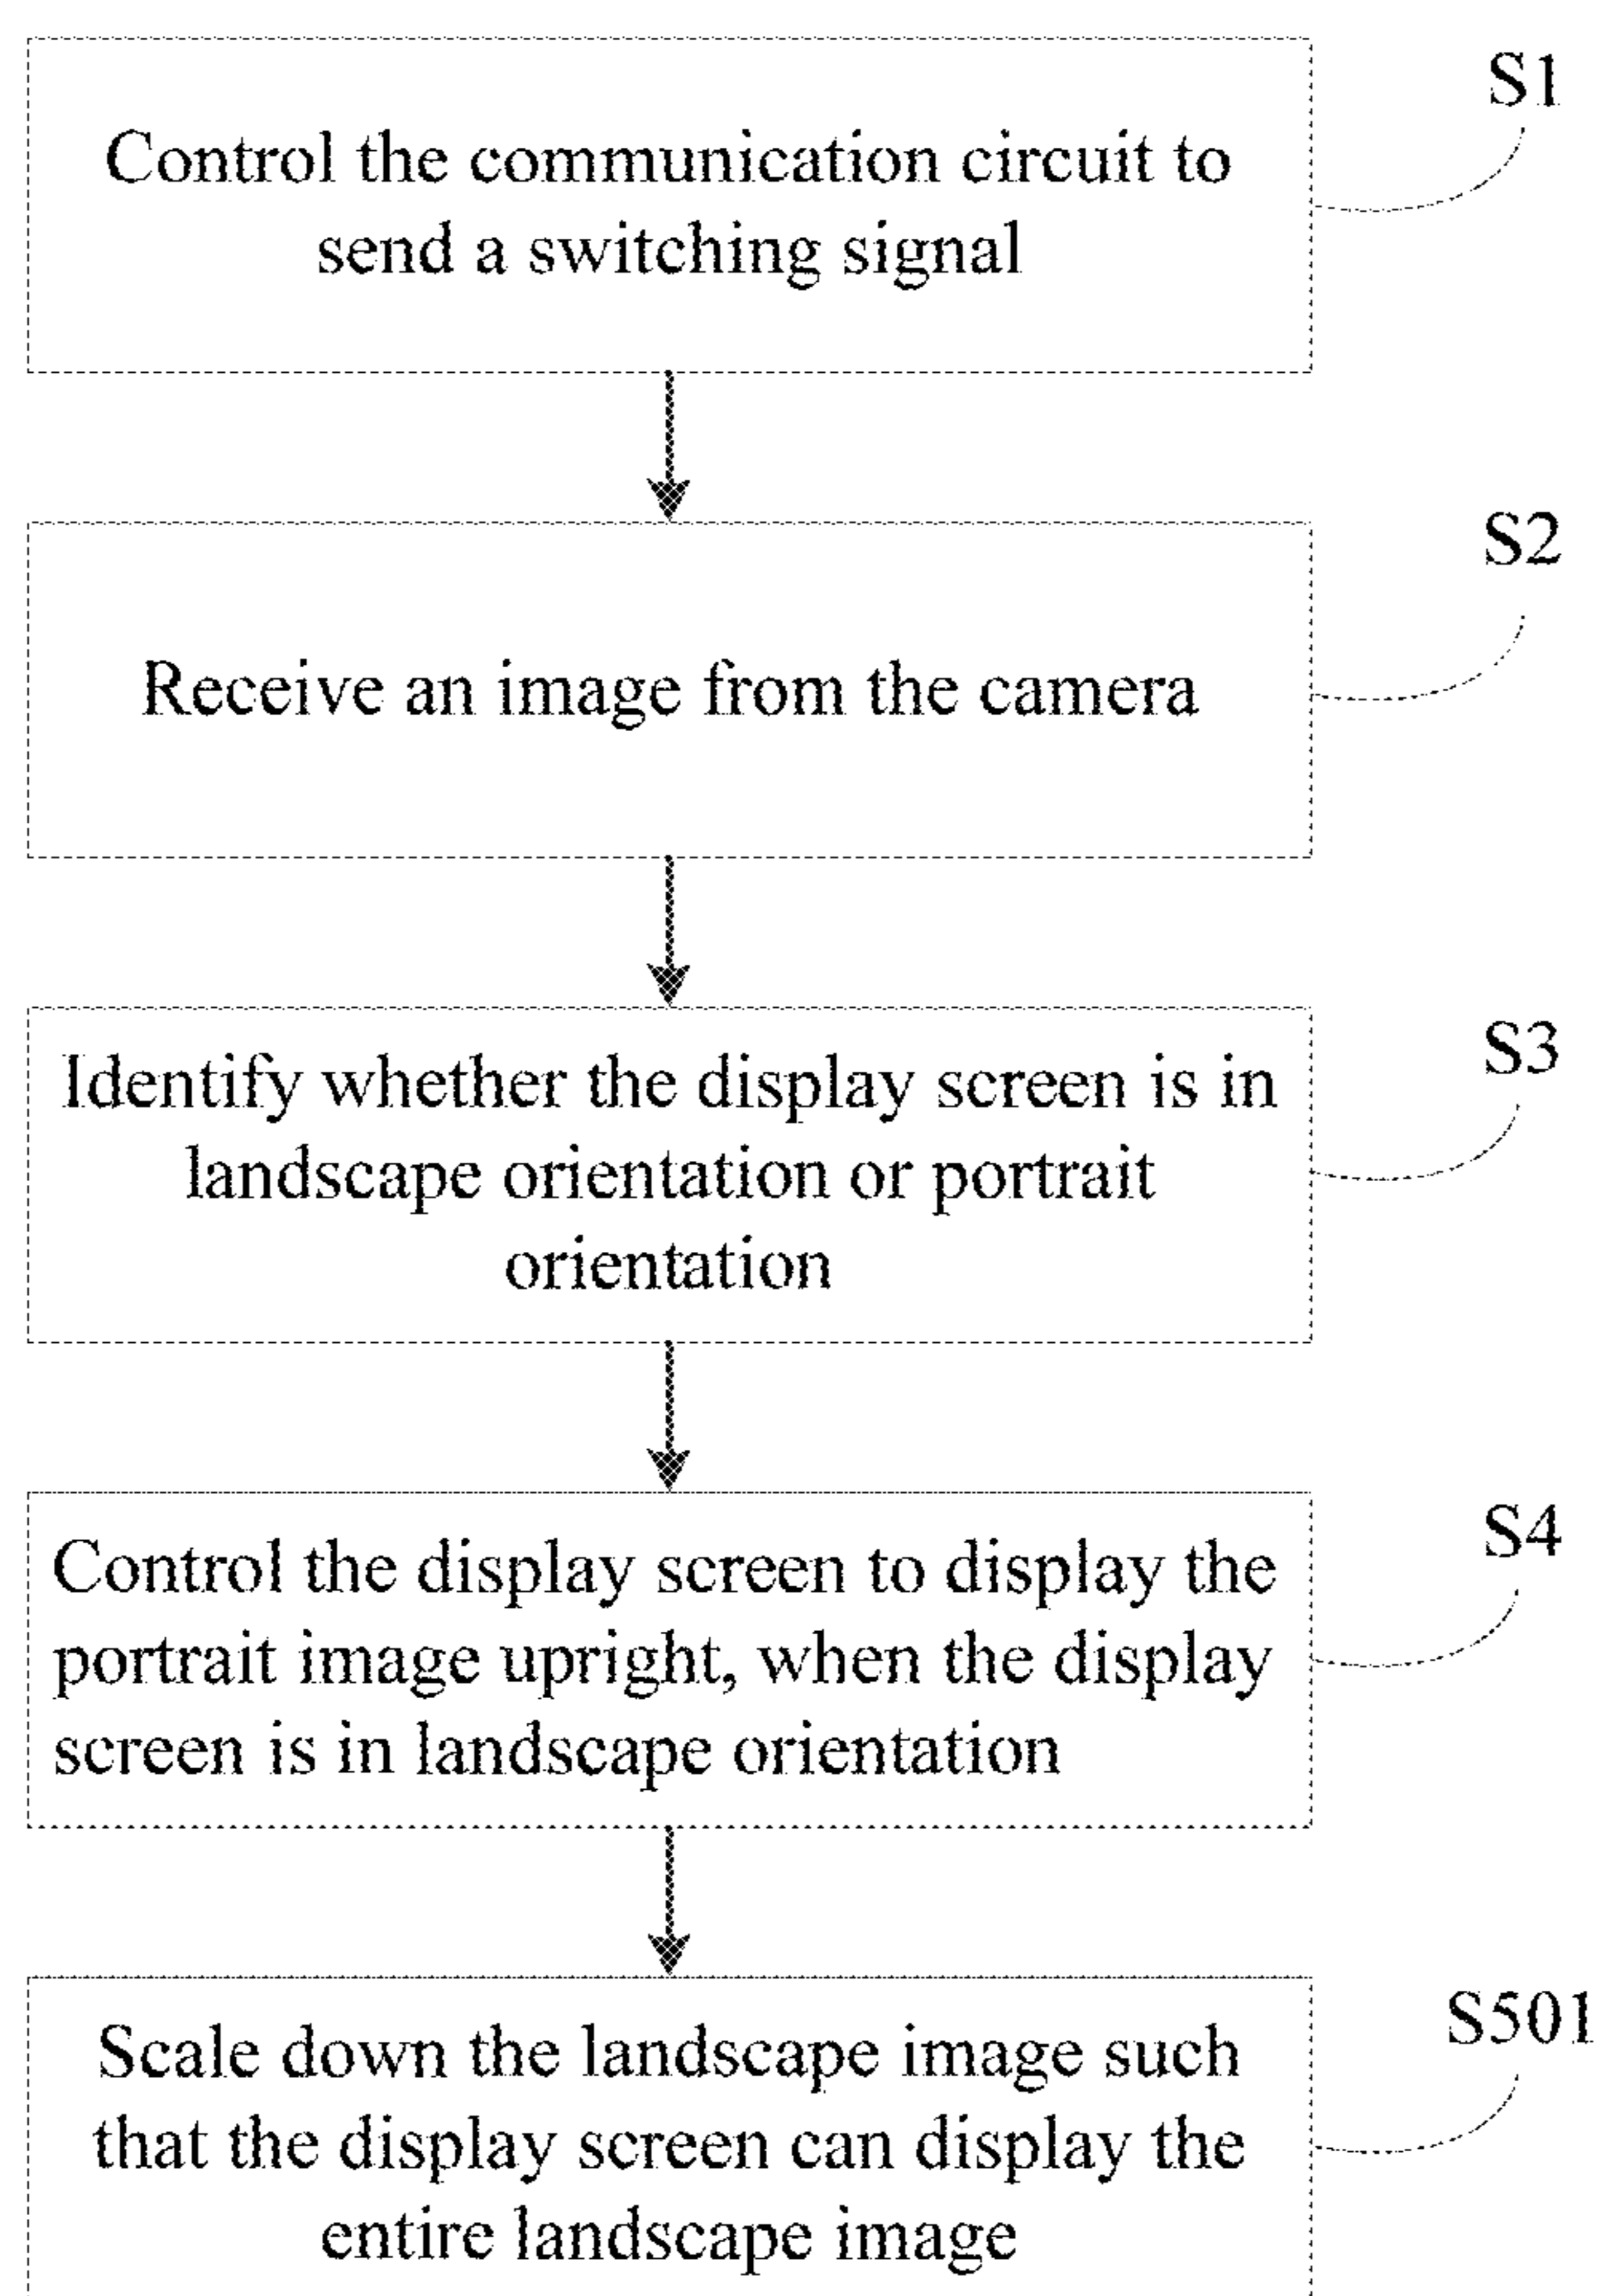 S1
Control the communication circuit to
send a switching signal
S2
Receive an image from the camera
S3
Identify whether the display screen is in
landscape orientation or portrait
orientation
S4
Control the display screen to display the
portrait image upright, when the display
screen is in landscape orientation
S501
Scale down the landscape image such
that the display screen can display the
entire landscape image